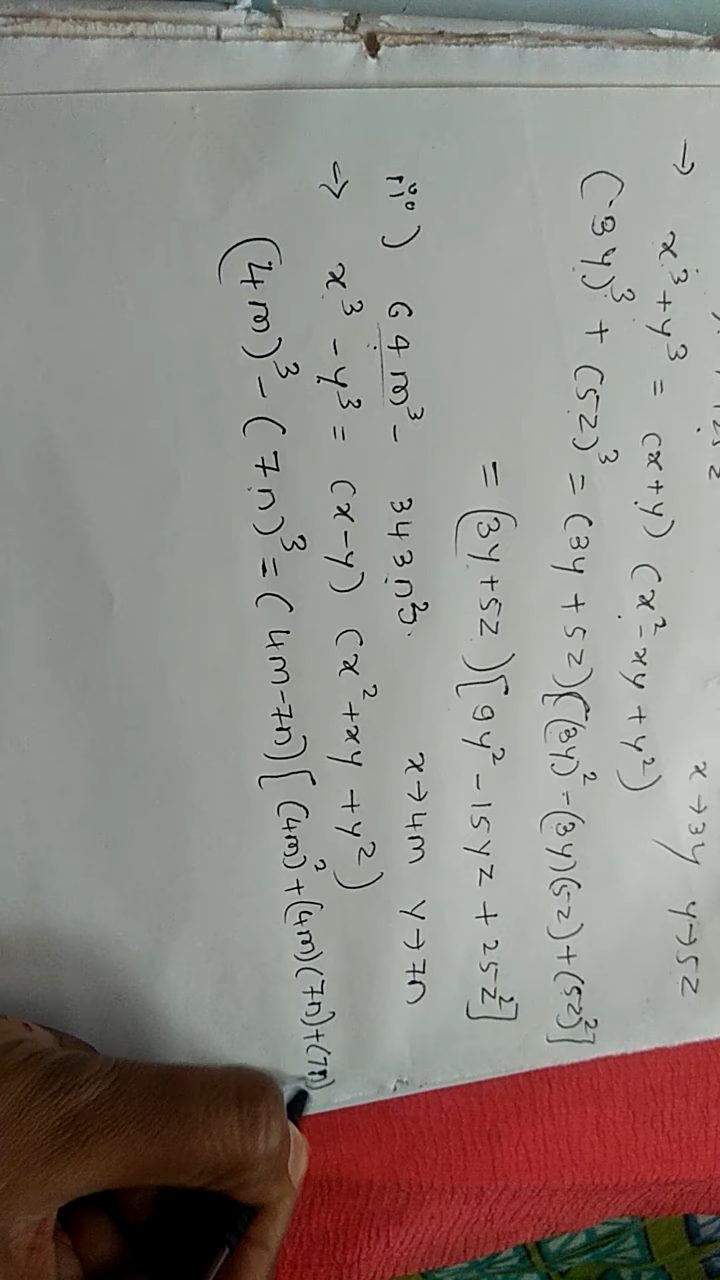 x→3y y→5z
→ x³+y³ = (x+y) (x²-xy+y²)
(3y)³ + (5z)³ = (3y+5z)[(3y)²-(3y)(5z)+(5z)²]
= (3y+5z)[9y²-15yz+25z²]
ii) 64m³- 343n³. x→4m y→7n
→ x³-y³ = (x-y) (x²+xy+y²)
(4m)³-(7n)³ = (4m-7n)[(4m)²+(4m)(7n)+(7n)